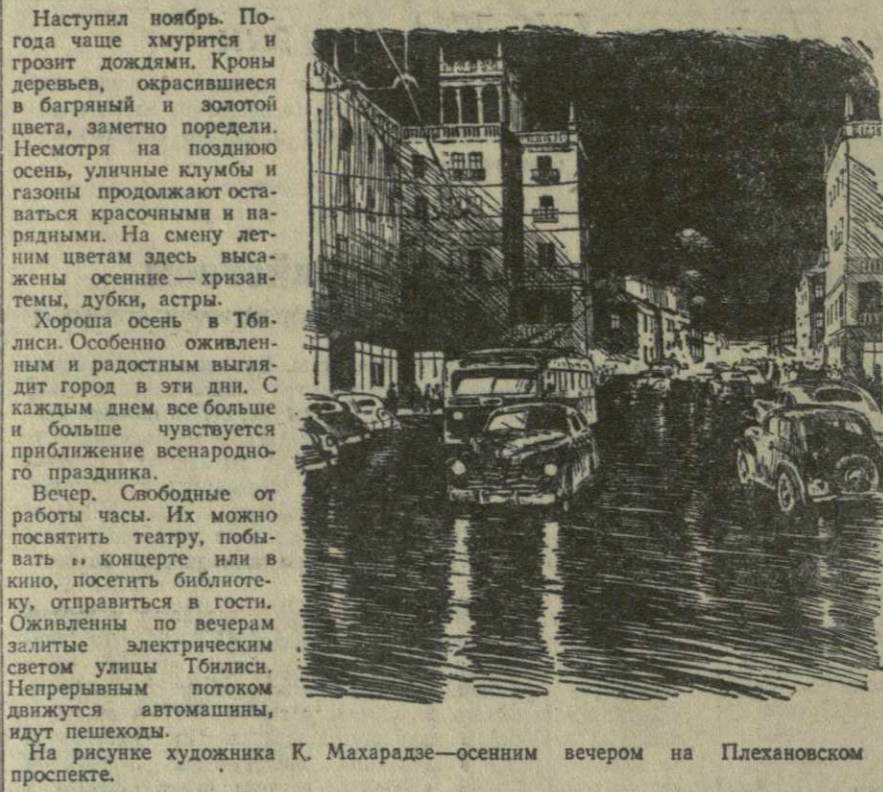 Наступил ноябрь. По-
года чаще хмурится и
грозит дождями. Кроны
деревьев, окрасившиеся
в багряный и золотой
цвета, заметно поредели.
Несмотря на позднюю
осень, уличные клумбы и
газоны продолжают оста-
ваться красочными и на-
рядными. На смену лет-
ним цветам здесь выса-
жены осенние — хризан-
темы, дубки, астры.
Хороша осень в Тби-
лиси. Особенно оживлен-
ным и радостным выгля-
дит город в эти дни. С
каждым днем все больше
и больше чувствуется
приближение всенародно-
го праздника.
Вечер. Свободные от
работы часы. Их можно
посвятить театру, побы-
вать концерте или в
кино, посетить библиоте-
ку, отправиться в гости.
Оживленны по вечерам
залитые электрическим
светом улицы Тбилиси.
Непрерывным потоком
движутся автомашины,
идут пешеходы.
На рисунке художника К. Махарадзе—осенним вечером на Плехановском
проспекте.